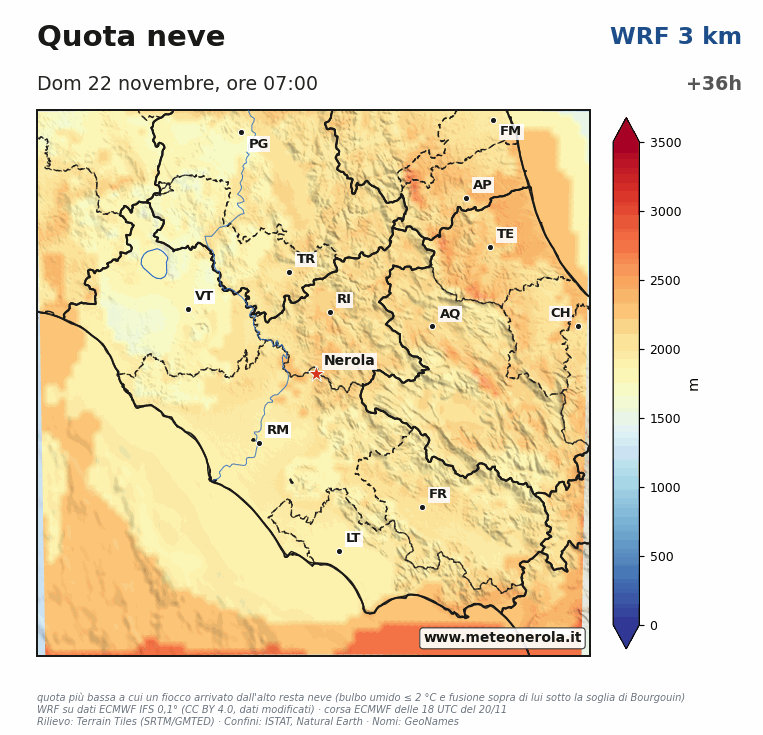 Quota neve
WRF 3 km
Dom 22 novembre, ore 07:00
+36h
FM
PG
AP
TE
TR
VT
RI
AQ
CH
Nerola
RM
FR
LT
www.meteonerola.it
3500
3000
2500
2000
1500
1000
500
0
m
quota più bassa a cui un fiocco arrivato dall'alto resta neve (bulbo umido ≤ 2 °C e fusione sopra di lui sotto la soglia di Bourgouin)
WRF su dati ECMWF IFS 0,1° (CC BY 4.0, dati modificati) · corsa ECMWF delle 18 UTC del 20/11
Rilievo: Terrain Tiles (SRTM/GMTED) · Confini: ISTAT, Natural Earth · Nomi: GeoNames